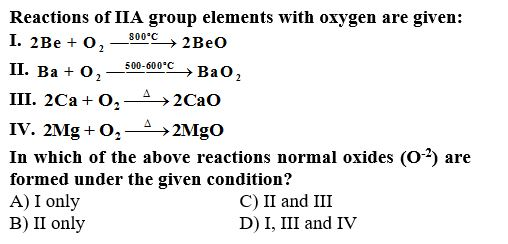 Reactions of IIA group elements with oxygen are given:
I. 2Be + O₂ —800°C→ 2BeO
II. Ba + O₂ —500-600°C→ BaO₂
III. 2Ca + O₂ —Δ→ 2CaO
IV. 2Mg + O₂ —Δ→ 2MgO
In which of the above reactions normal oxides (O⁻²) are
formed under the given condition?
A) I only C) II and III
B) II only D) I, III and IV